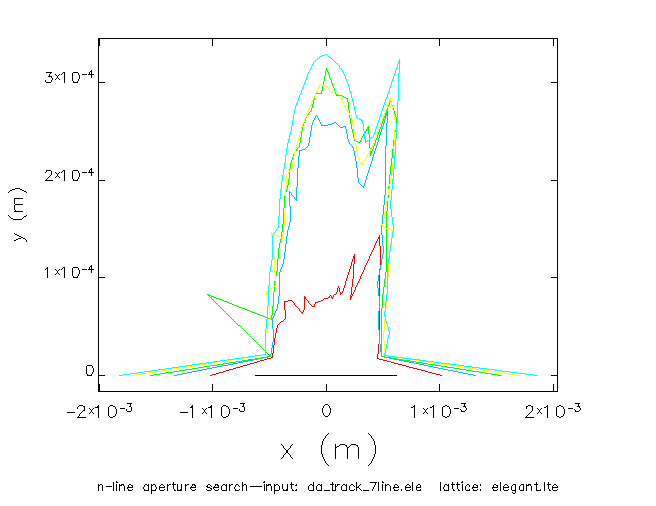 3×10⁻⁴
2×10⁻⁴
1×10⁻⁴
0
y (m)
−2×10⁻³ −1×10⁻³ 0 1×10⁻³ 2×10⁻³
x (m)
n-line aperture search--input: da_track_7line.ele lattice: elegant.lte